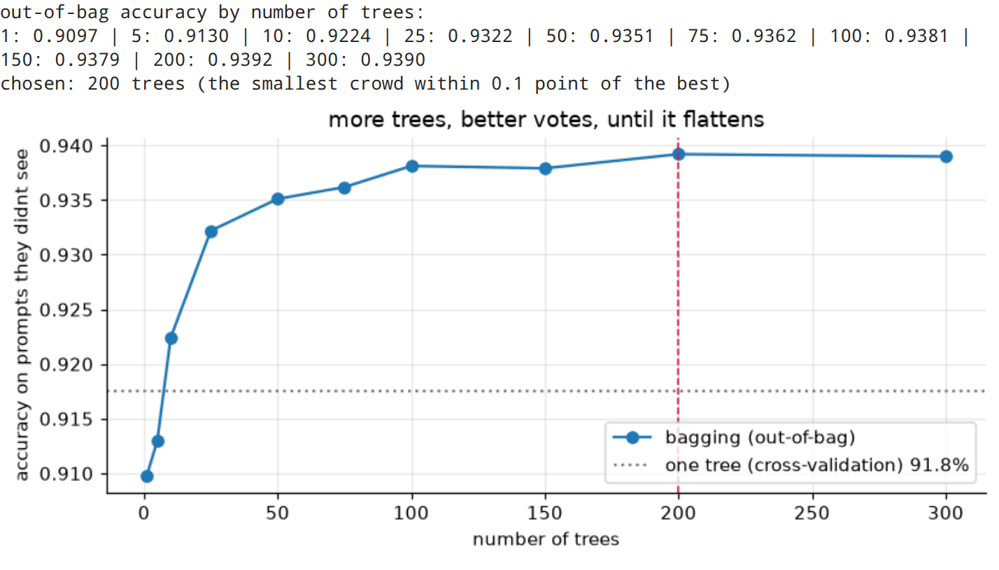 out-of-bag accuracy by number of trees:
1: 0.9097 | 5: 0.9130 | 10: 0.9224 | 25: 0.9322 | 50: 0.9351 | 75: 0.9362 | 100: 0.9381 |
150: 0.9379 | 200: 0.9392 | 300: 0.9390
chosen: 200 trees (the smallest crowd within 0.1 point of the best)
more trees, better votes, until it flattens
accuracy on prompts they didnt see
0.940
0.935
0.930
0.925
0.920
0.915
0.910
bagging (out-of-bag)
one tree (cross-validation) 91.8%
0 50 100 150 200 250 300
number of trees